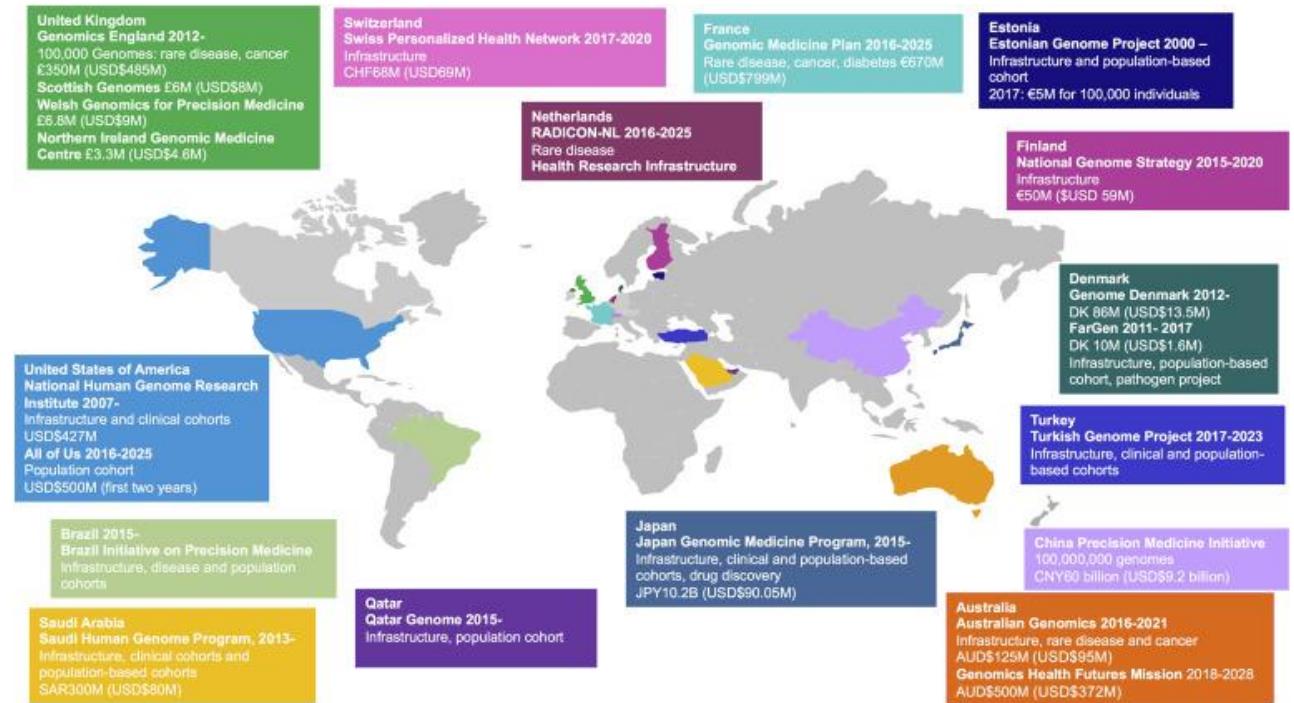 United Kingdom
Genomics England 2012-
100,000 Genomes: rare disease, cancer
£350M (USD$485M)
Scottish Genomes £6M (USD$8M)
Welsh Genomics for Precision Medicine
£6.8M (USD$9M)
Northern Ireland Genomic Medicine
Centre £3.3M (USD$4.6M)
Switzerland
Swiss Personalized Health Network 2017-2020
Infrastructure
CHF68M (USD69M)
France
Genomic Medicine Plan 2016-2025
Rare disease, cancer, diabetes €670M
(USD$799M)
Estonia
Estonian Genome Project 2000 –
Infrastructure and population-based
cohort
2017: €5M for 100,000 individuals
Netherlands
RADICON-NL 2016-2025
Rare disease
Health Research Infrastructure
Finland
National Genome Strategy 2015-2020
Infrastructure
€50M ($USD 59M)
Denmark
Genome Denmark 2012-
DK 86M (USD$13.5M)
FarGen 2011- 2017
DK 10M (USD$1.6M)
Infrastructure, population-based
cohort, pathogen project
United States of America
National Human Genome Research
Institute 2007-
Infrastructure and clinical cohorts
USD$427M
All of Us 2016-2025
Population cohort
USD$500M (first two years)
Turkey
Turkish Genome Project 2017-2023
Infrastructure, clinical and population-
based cohorts
Brazil 2015-
Brazil Initiative on Precision Medicine
Infrastructure, disease and population
cohorts
Japan
Japan Genomic Medicine Program, 2015-
Infrastructure, clinical and population-based
cohorts, drug discovery
JPY10.2B (USD$90.05M)
China Precision Medicine Initiative
100,000,000 genomes
CNY60 billion (USD$9.2 billion)
Qatar
Qatar Genome 2015-
Infrastructure, population cohort
Saudi Arabia
Saudi Human Genome Program, 2013-
Infrastructure, clinical cohorts and
population-based cohorts
SAR300M (USD$80M)
Australia
Australian Genomics 2016-2021
Infrastructure, rare disease and cancer
AUD$125M (USD$95M)
Genomics Health Futures Mission 2018-2028
AUD$500M (USD$372M)